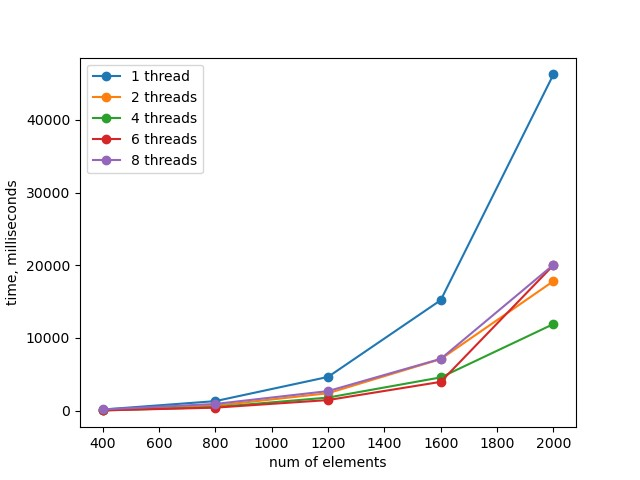 1 thread
2 threads
4 threads
6 threads
8 threads
time, milliseconds
40000
30000
20000
10000
0
400 600 800 1000 1200 1400 1600 1800 2000
num of elements